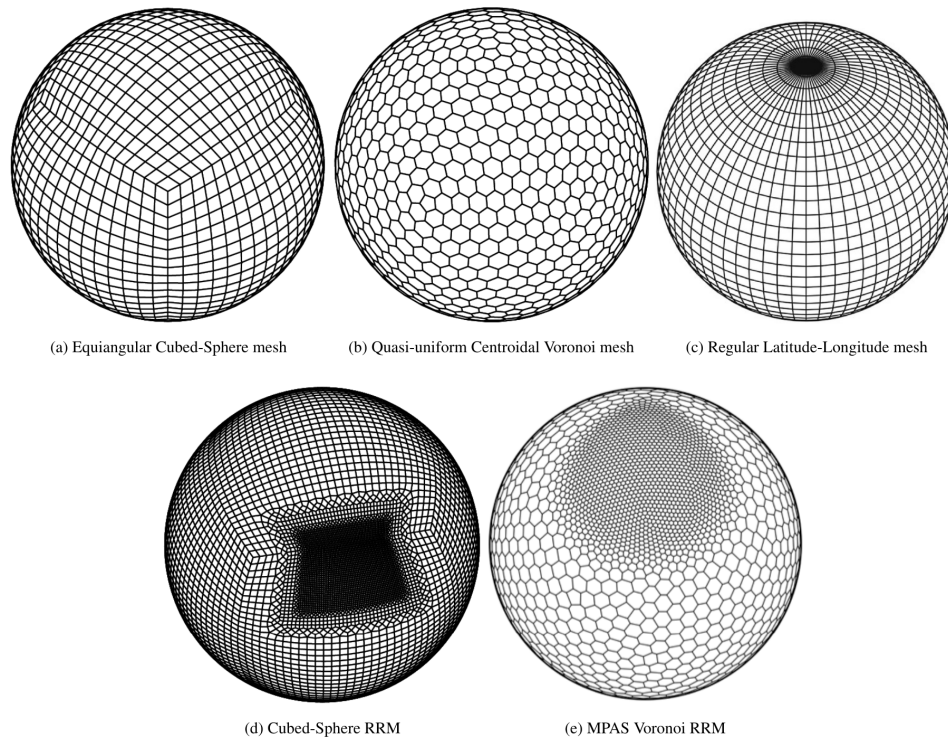 (a) Equiangular Cubed-Sphere mesh
(b) Quasi-uniform Centroidal Voronoi mesh
(c) Regular Latitude-Longitude mesh
(d) Cubed-Sphere RRM
(e) MPAS Voronoi RRM